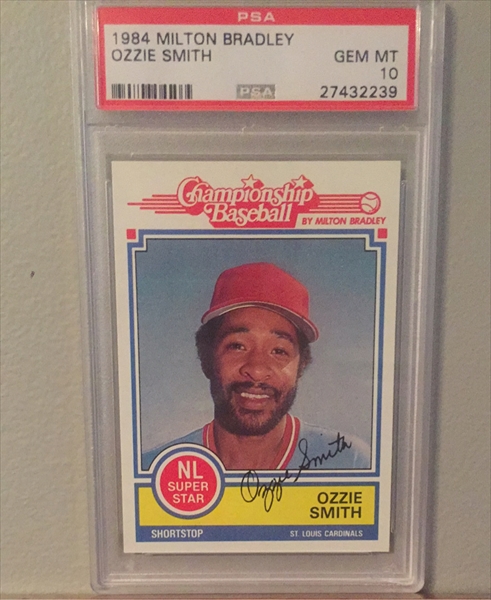 PSA
1984 MILTON BRADLEY
OZZIE SMITH
GEM MT
10
PSA
27432239
Championship
Baseball
BY MILTON BRADLEY
NL
SUPER
STAR
Ozzie Smith
OZZIE
SMITH
SHORTSTOP
ST. LOUIS CARDINALS